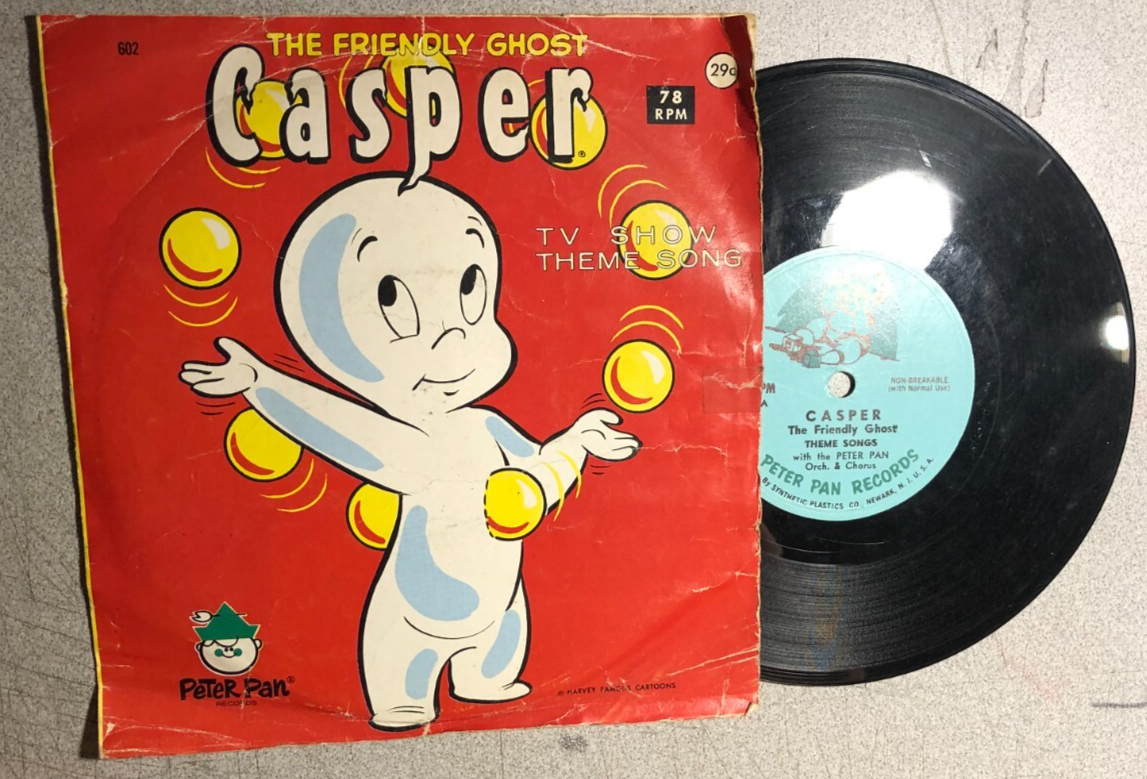 602
THE FRIENDLY GHOST
Casper®
29¢
78
RPM
TV SHOW
THEME SONG
PETER Pan®
RECORDS
© HARVEY FAMOUS CARTOONS
PM
A
NON-BREAKABLE
(with Normal Use)
CASPER
The Friendly Ghost
THEME SONGS
with the PETER PAN
Orch. & Chorus
PETER PAN RECORDS
By SYNTHETIC PLASTICS CO., NEWARK, N.J. U.S.A.